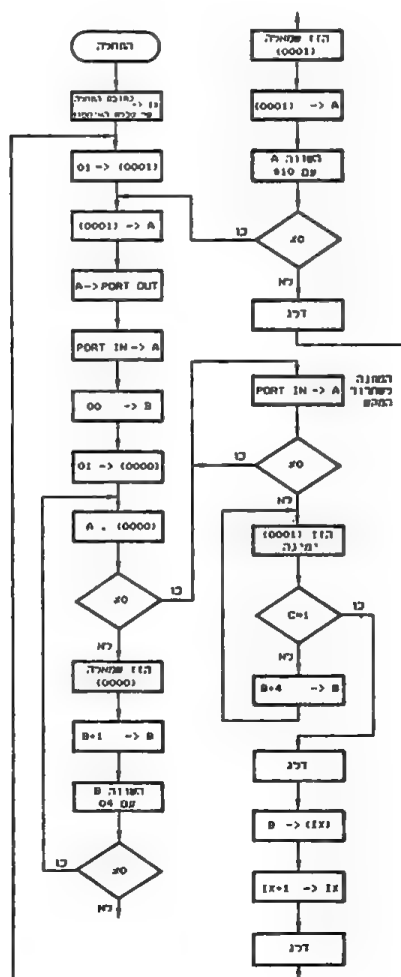 התחלה
כתובת התחלה
01 -> (0001)
(0001) -> A
A->PORT OUT
PORT IN -> A
00 -> B
01 -> (0000)
A . (0000)
≠0
כן
לא
הזז שמאלה
(0000)
B+1 -> B
השווה B
עם 04
≠0
כן
לא
הזז שמאלה
(0001)
(0001) -> A
השווה A
עם
≠0
כן
לא
דלג
PORT IN -> A
המתנה
לשחרור
המקש
≠0
כן
לא
הזז (0001)
ימינה
C=1
כן
לא
B+4 -> B
דלג
B -> (IX)
IX+1 -> IX
דלג